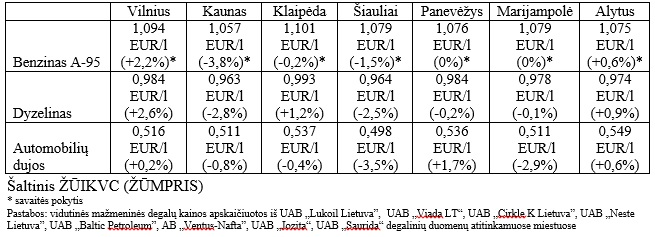 Vilnius Kaunas Klaipėda Šiauliai Panevėžys Marijampolė Alytus
1,094 1,057 1,101 1,079 1,076 1,079 1,075
EUR/l EUR/l EUR/l EUR/l EUR/l EUR/l EUR/l
Benzinas A-95 (+2,2%)* (-3,8%)* (-0,2%)* (-1,5%)* (0%)* (0%)* (+0,6%)*
0,984 0,963 0,993 0,964 0,984 0,978 0,974
EUR/l EUR/l EUR/l EUR/l EUR/l EUR/l EUR/l
Dyzelinas (+2,6%) (-2,8%) (+1,2%) (-2,5%) (-0,2%) (-0,1%) (+0,9%)
0,516 0,511 0,537 0,498 0,536 0,511 0,549
Automobilių EUR/l EUR/l EUR/l EUR/l EUR/l EUR/l EUR/l
dujos (+0,2%) (-0,8%) (-0,4%) (-3,5%) (+1,7%) (-2,9%) (+0,6%)
Šaltinis ŽŪIKVC (ŽŪMPRIS)
* savaitės pokytis
Pastabos: vidutinės mažmeninės degalų kainos apskaičiuotos iš UAB „Lukoil Lietuva”, UAB „Viada LT“, UAB „Cirkle K Lietuva”, UAB „Neste
Lietuva”, UAB „Baltic Petroleum”, AB „Ventus-Nafta”, UAB „Jozita”, UAB „Saurida” degalinių duomenų atitinkamuose miestuose